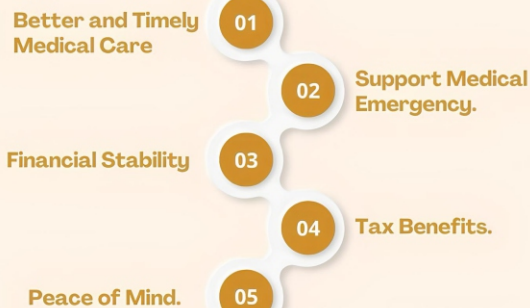 Better and Timely
Medical Care
01
02
Support Medical
Emergency.
Financial Stability
03
04
Tax Benefits.
Peace of Mind.
05